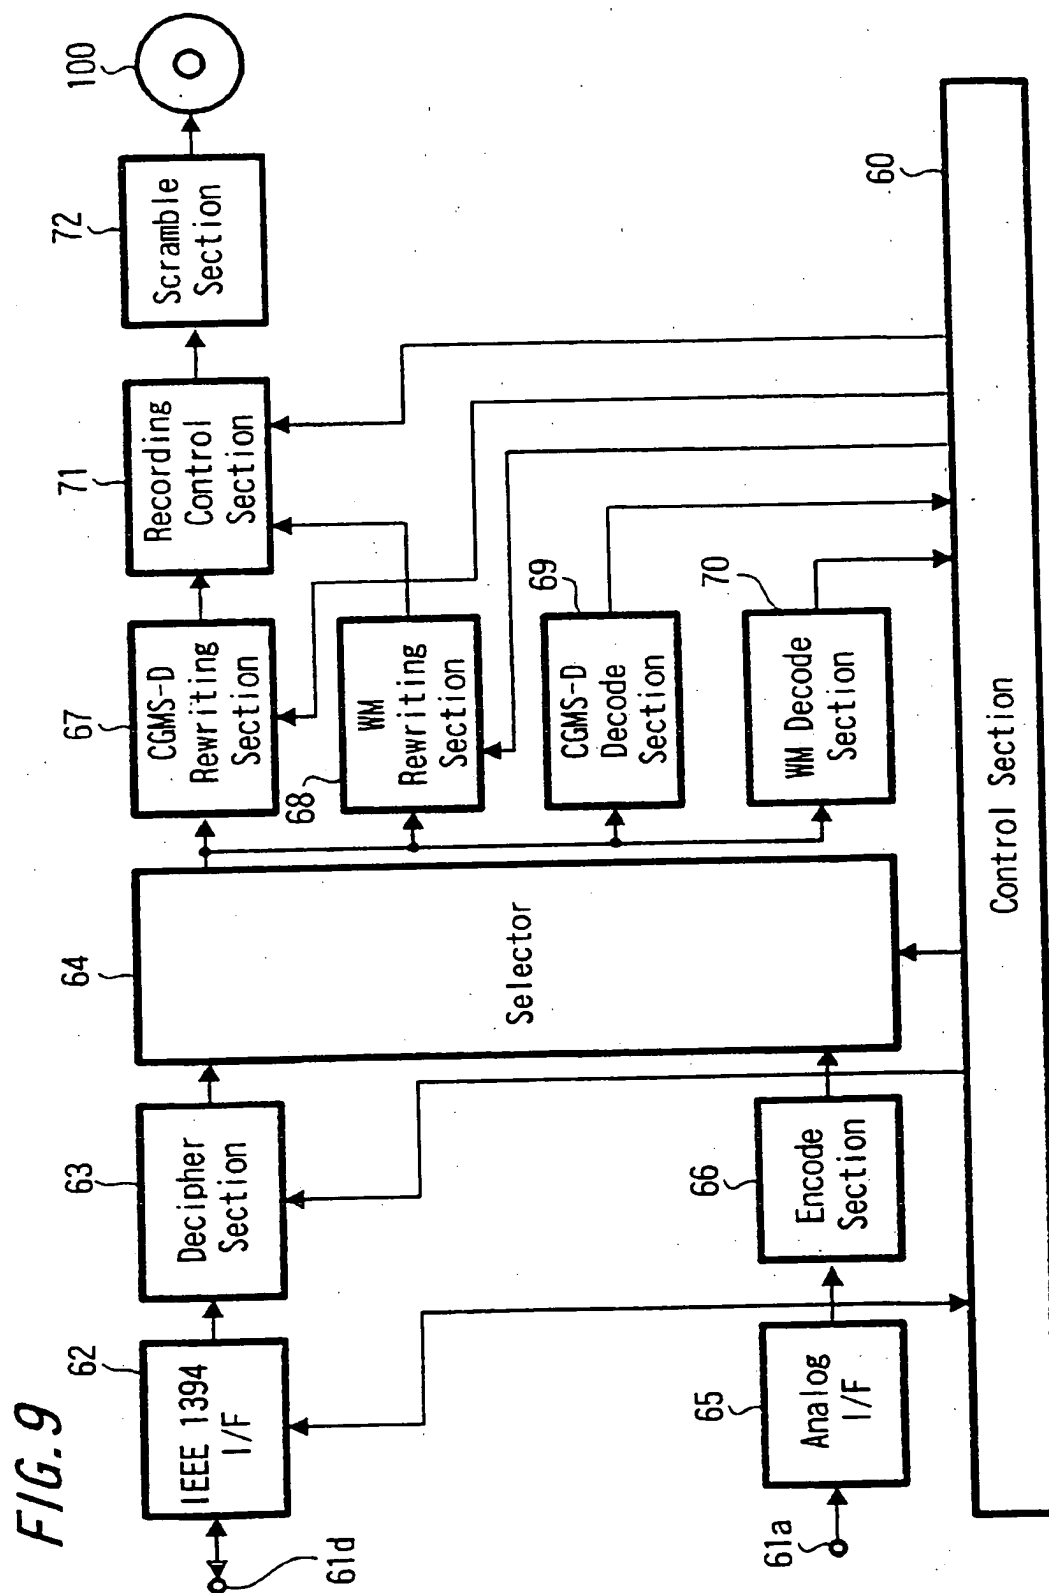 FIG. 9
61d
62
IEEE 1394
I/F
63
Decipher
Section
64
Selector
67
CGMS-D
Rewriting
Section
71
Recording
Control
Section
72
Scramble
Section
100
68
WM
Rewriting
Section
69
CGMS-D
Decode
Section
70
WM Decode
Section
61a
65
Analog
I/F
66
Encode
Section
60
Control Section